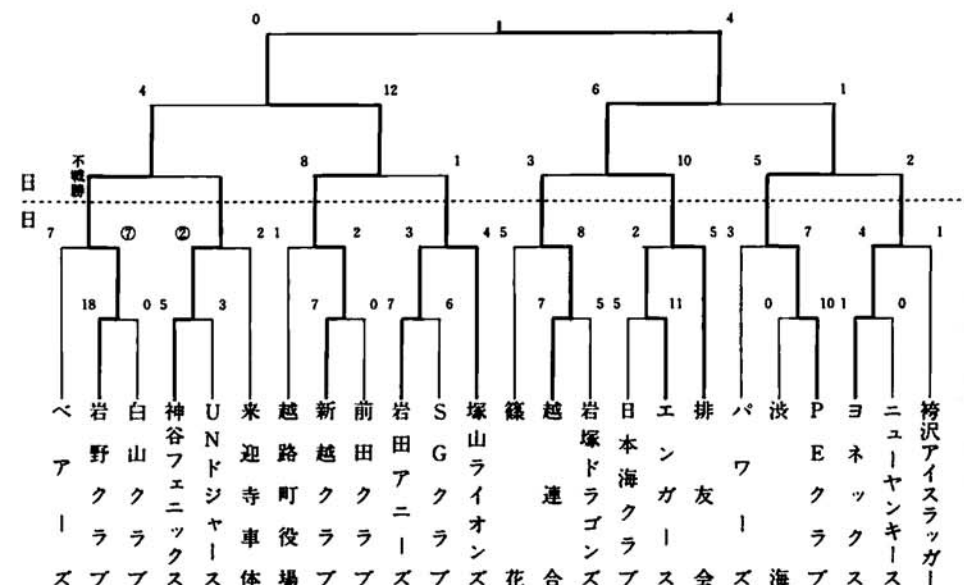 0 4
4 12 6 1
不戦勝 8 1 3 10 5 2
日
日
7 ⑦ ② 2 1 2 3 4 5 8 2 5 3 7 4 1
18 0 5 3 7 0 7 6 7 5 5 11 0 10 1 0
ベアーズ
岩野クラブ
白山クラブ
神谷フェニックス
UNドジャース
来迎寺車体
越路町役場
新越クラブ
前田クラブ
岩田アニーズ
SGクラブ
塚山ライオンズ
篠花
越連合
岩塚ドラゴンズ
日本海クラブ
エンガース
排友会
パワーズ
渋海
PEクラブ
ヨネックス
ニューヤンキース
袴沢アイスラッガー